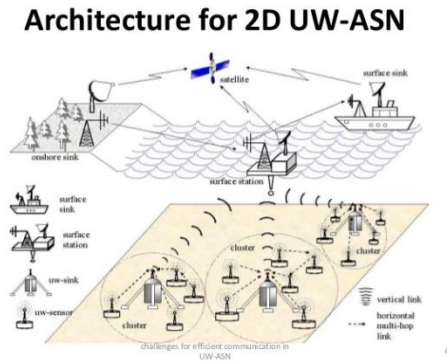 Architecture for 2D UW-ASN
satellite
surface sink
onshore sink
surface station
surface
sink
surface
station
uw-sink
uw-sensor
cluster
cluster
cluster
vertical link
horizontal
multi-hop
link
challenges for efficient communication in
UW-ASN